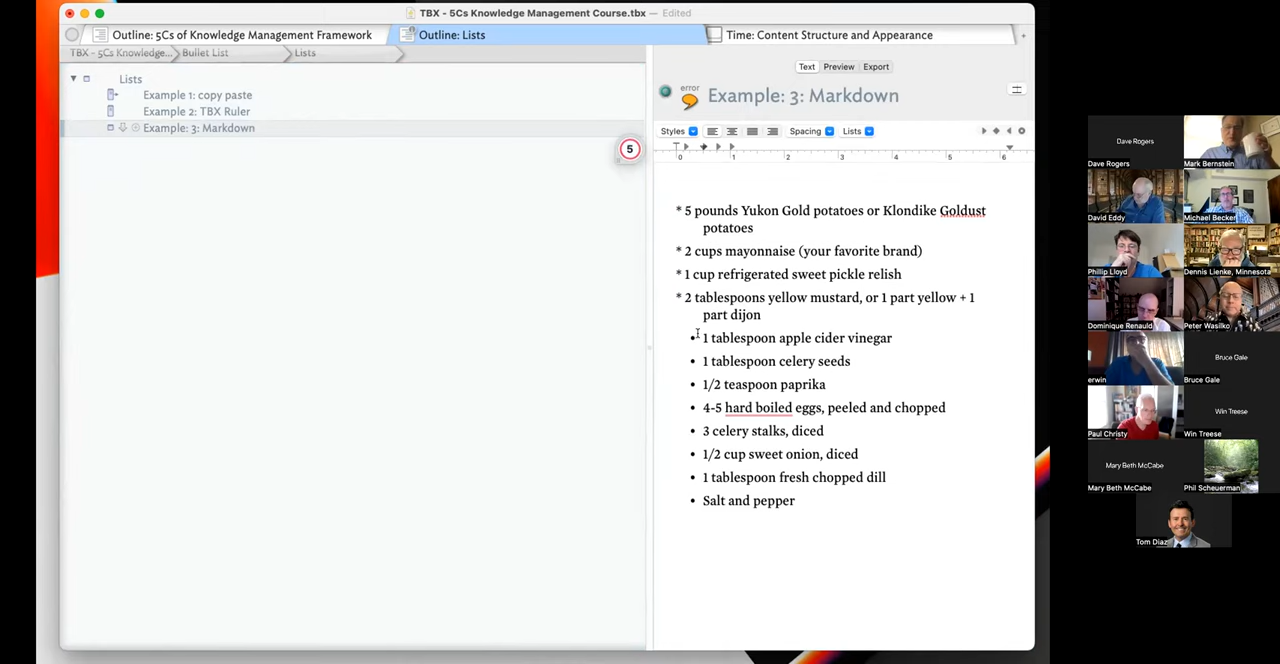 TBX - 5Cs Knowledge Management Course.tbx — Edited
Outline: 5Cs of Knowledge Management Framework
Outline: Lists
Time: Content Structure and Appearance
TBX - 5Cs Knowledge...
Bullet List
Lists
Lists
Example 1: copy paste
Example 2: TBX Ruler
Example: 3: Markdown
5
Text Preview Export
error
Example: 3: Markdown
Styles Spacing Lists
0 1 2 3 4 5 6
* 5 pounds Yukon Gold potatoes or Klondike Goldust
potatoes
* 2 cups mayonnaise (your favorite brand)
* 1 cup refrigerated sweet pickle relish
* 2 tablespoons yellow mustard, or 1 part yellow + 1
part dijon
• 1 tablespoon apple cider vinegar
• 1 tablespoon celery seeds
• 1/2 teaspoon paprika
• 4-5 hard boiled eggs, peeled and chopped
• 3 celery stalks, diced
• 1/2 cup sweet onion, diced
• 1 tablespoon fresh chopped dill
• Salt and pepper
Dave Rogers
Dave Rogers
Mark Bernstein
David Eddy
Michael Becker
Phillip Lloyd
Dennis Lienke, Minnesota
Dominique Renauld
Peter Wasilko
erwin
Bruce Gale
Bruce Gale
Paul Christy
Win Treese
Win Treese
Mary Beth McCabe
Mary Beth McCabe
Phil Scheuerman
Tom Diaz